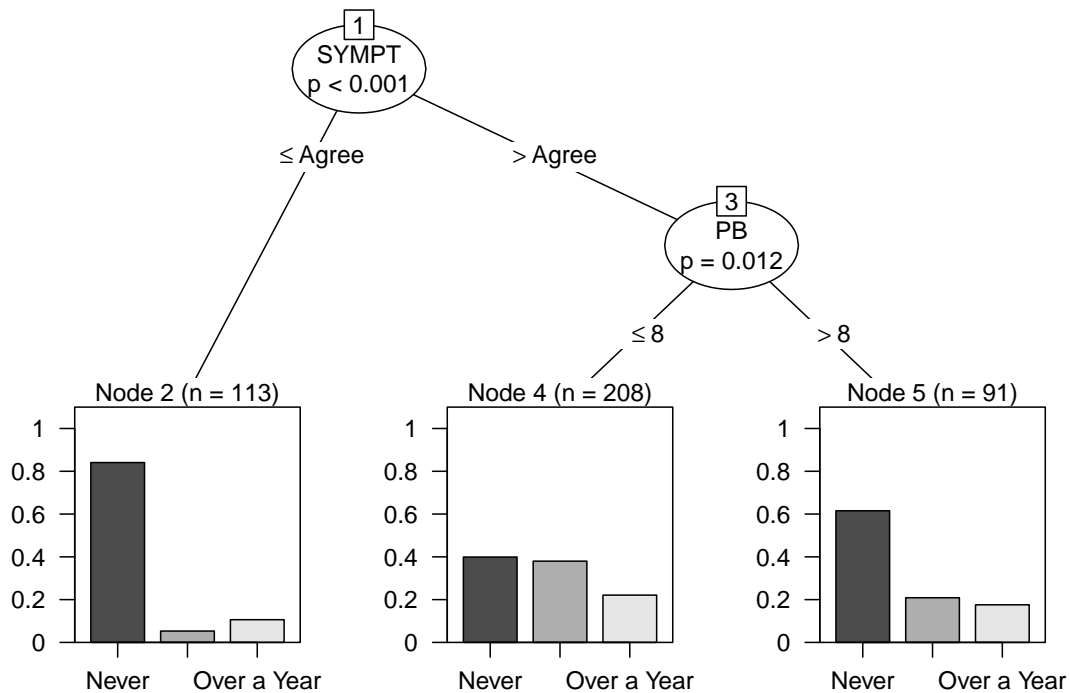 1
SYMPT
p < 0.001
≤ Agree
> Agree
3
PB
p = 0.012
≤ 8
> 8
Node 2 (n = 113)
1
0.8
0.6
0.4
0.2
0
Never
Over a Year
Node 4 (n = 208)
1
0.8
0.6
0.4
0.2
0
Never
Over a Year
Node 5 (n = 91)
1
0.8
0.6
0.4
0.2
0
Never
Over a Year